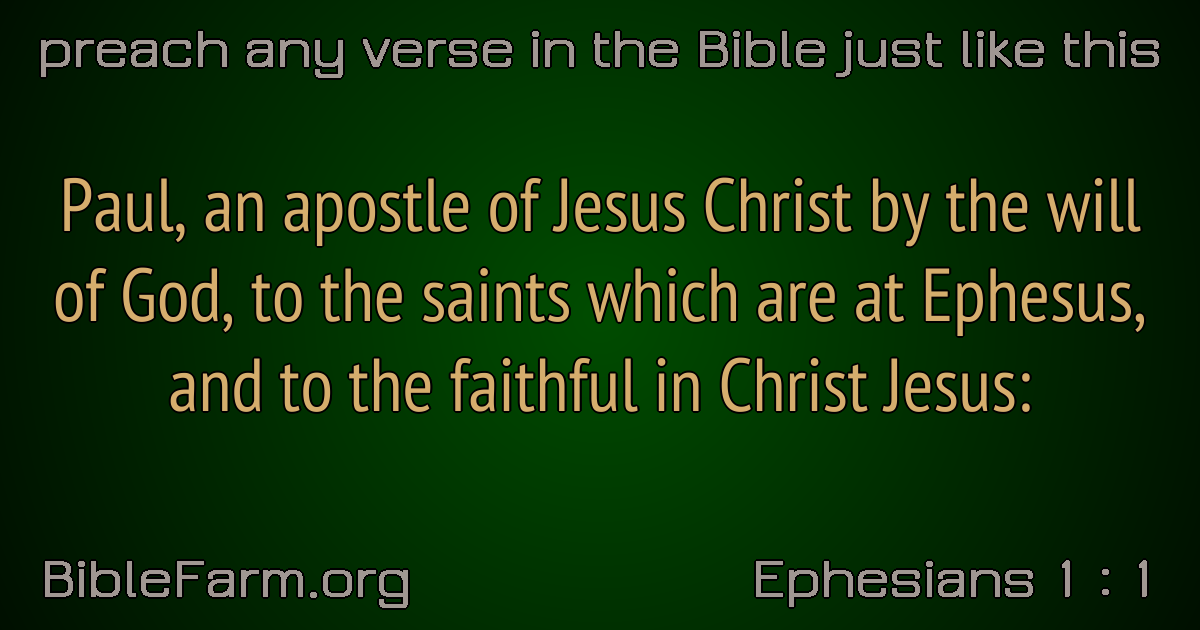 preach any verse in the Bible just like this
Paul, an apostle of Jesus Christ by the will
of God, to the saints which are at Ephesus,
and to the faithful in Christ Jesus:
BibleFarm.org
Ephesians 1 : 1